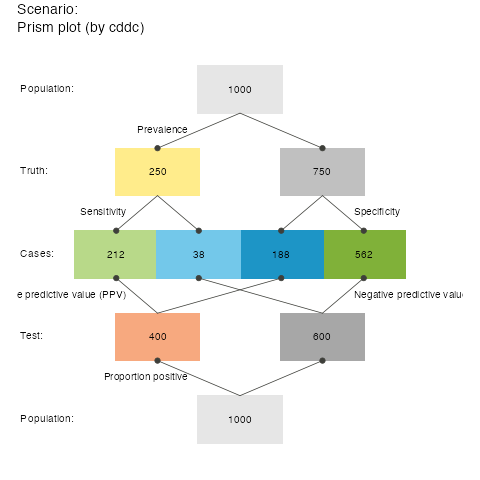 Scenario:
Prism plot (by cddc)
Population:
1000
Prevalence
Truth:
250
750
Sensitivity
Specificity
Cases:
212
38
188
562
e predictive value (PPV)
Negative predictive valu
Test:
400
600
Proportion positive
Population:
1000